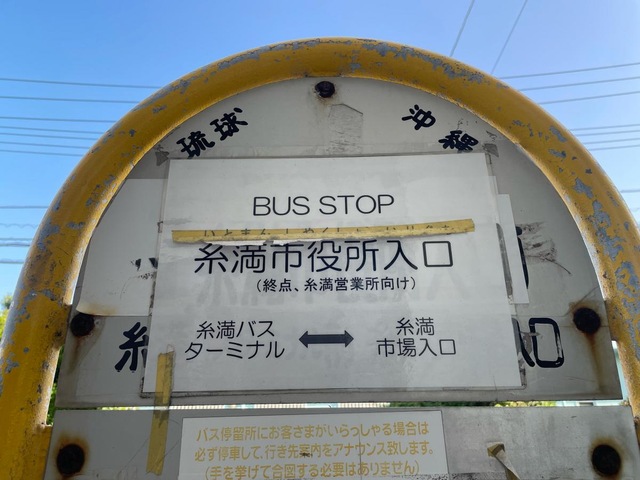 琉球 沖縄
BUS STOP
糸満市役所入口
(終点、糸満営業所向け)
糸満バス
ターミナル
糸満
市場入口
糸
入口
バス停留所にお客さまがいらっしゃる場合は
必ず停車して、行き先案内をアナウンス致します。
(手を挙げて合図する必要はありません)